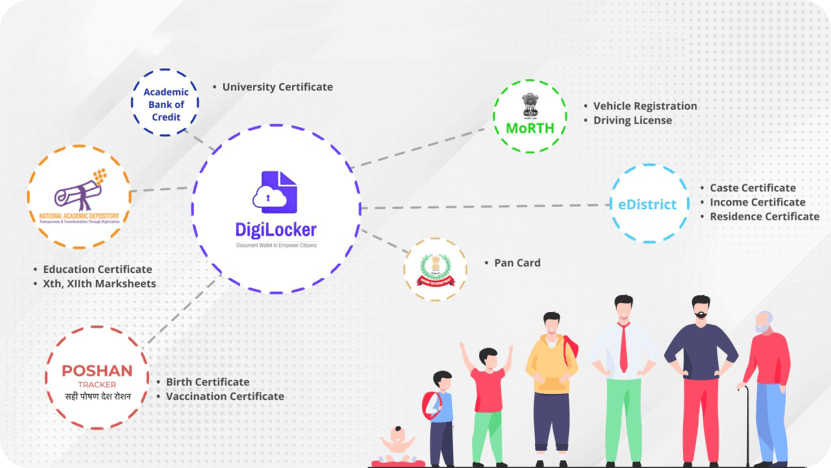 Academic
Bank of
Credit
• University Certificate
MoRTH
• Vehicle Registration
• Driving License
NATIONAL ACADEMIC DEPOSITORY
Transparency & Transformation Through Digitization
DigiLocker
Document Wallet to Empower Citizens
eDistrict
• Caste Certificate
• Income Certificate
• Residence Certificate
• Pan Card
• Education Certificate
• Xth, XIIth Marksheets
POSHAN
TRACKER
सही पोषण देश रोशन
• Birth Certificate
• Vaccination Certificate